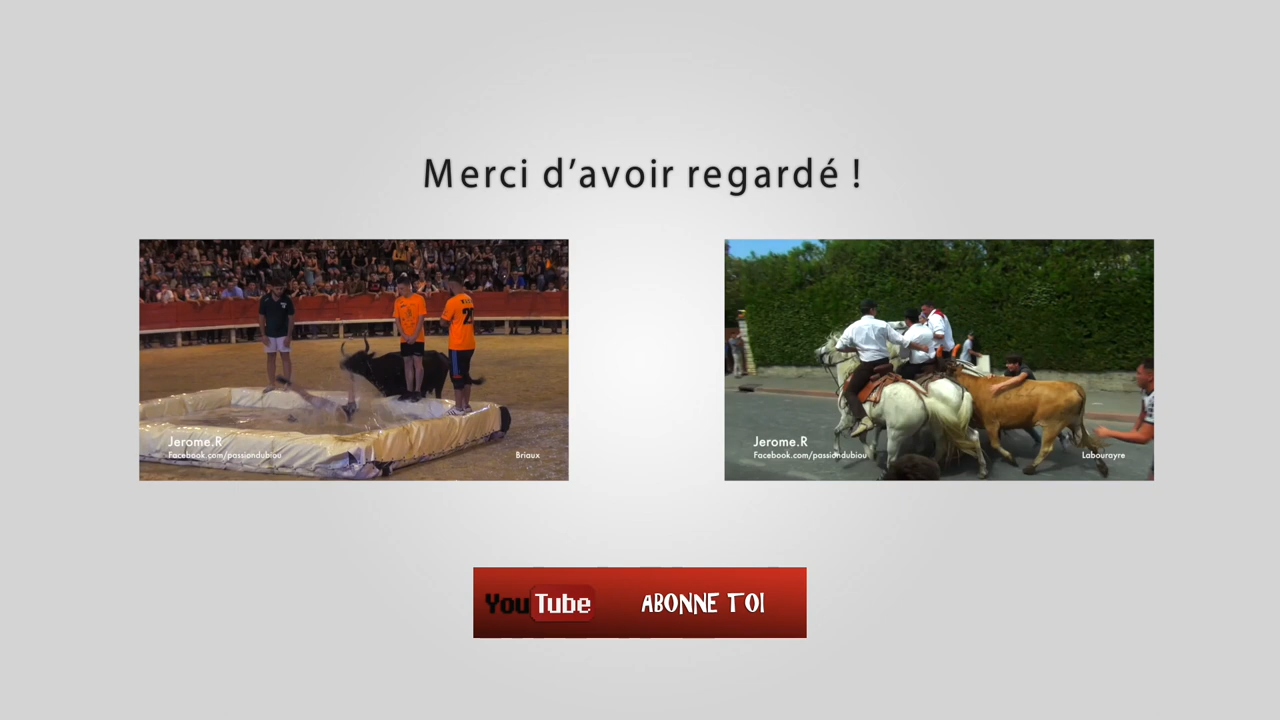 Merci d’avoir regardé !
Jerome.R
Facebook.com/passiondubiou
Briaux
Jerome.R
Facebook.com/passiondubiou
Labourayre
YouTube
ABONNE TOI